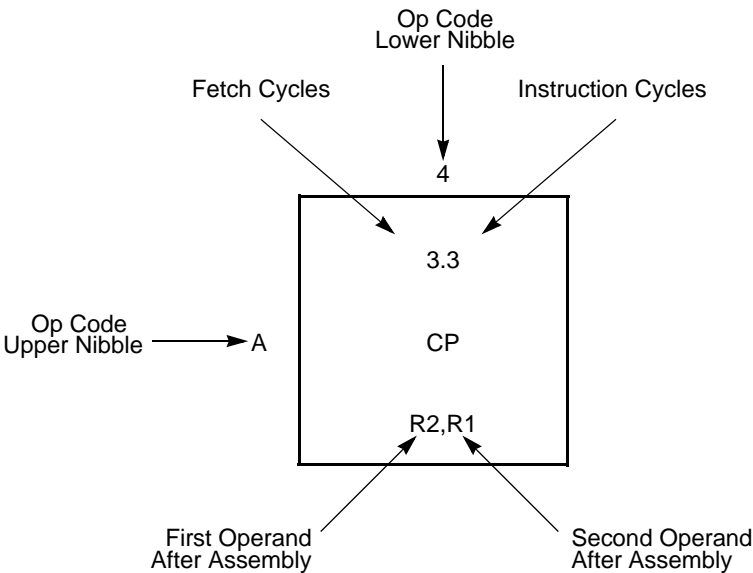 Op Code
Lower Nibble
Fetch Cycles
Instruction Cycles
4
3.3
Op Code
Upper Nibble
A
CP
R2,R1
First Operand
After Assembly
Second Operand
After Assembly